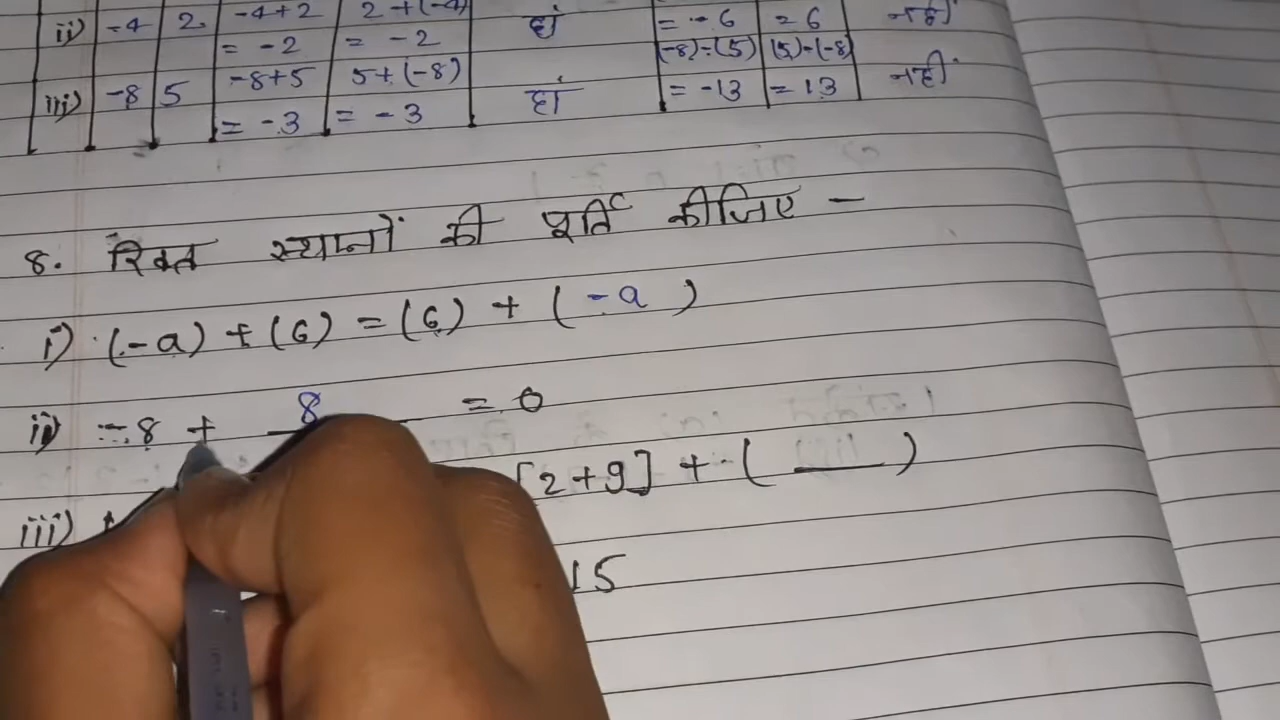 ii) -4 2. -4+2 2+(-4) हां = -6 = 6 नहीं
= -2 = -2 (-8)-(5) (5)-(-8)
iii) -8 5 -8+5 5+(-8) हां = -13 = 13 नहीं
= -3 = -3
8. रिक्त स्थानों की पूर्ति कीजिए -
i) (-a) + (6) = (6) + ( -a )
ii) -8 + 8 = 0
iii) [2+9] + ( ___ )
15